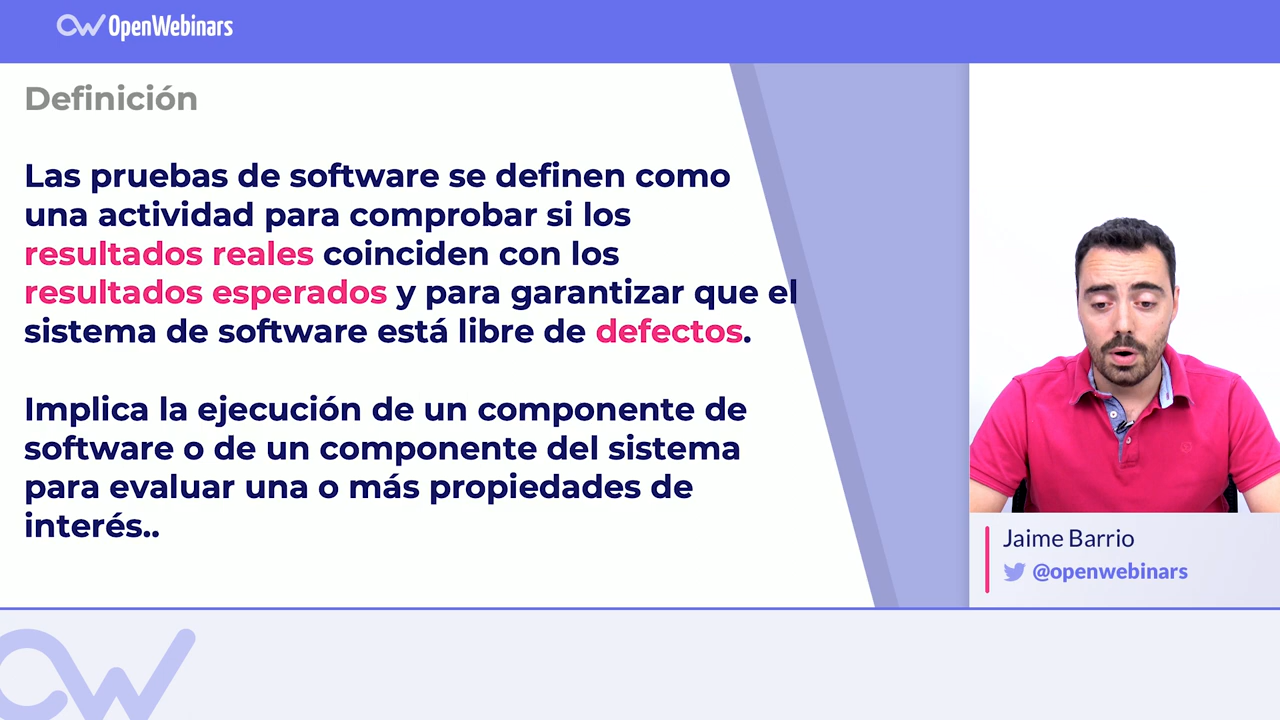 OpenWebinars
Definición
Las pruebas de software se definen como
una actividad para comprobar si los
resultados reales coinciden con los
resultados esperados y para garantizar que el
sistema de software está libre de defectos.
Implica la ejecución de un componente de
software o de un componente del sistema
para evaluar una o más propiedades de
interés..
Jaime Barrio
@openwebinars